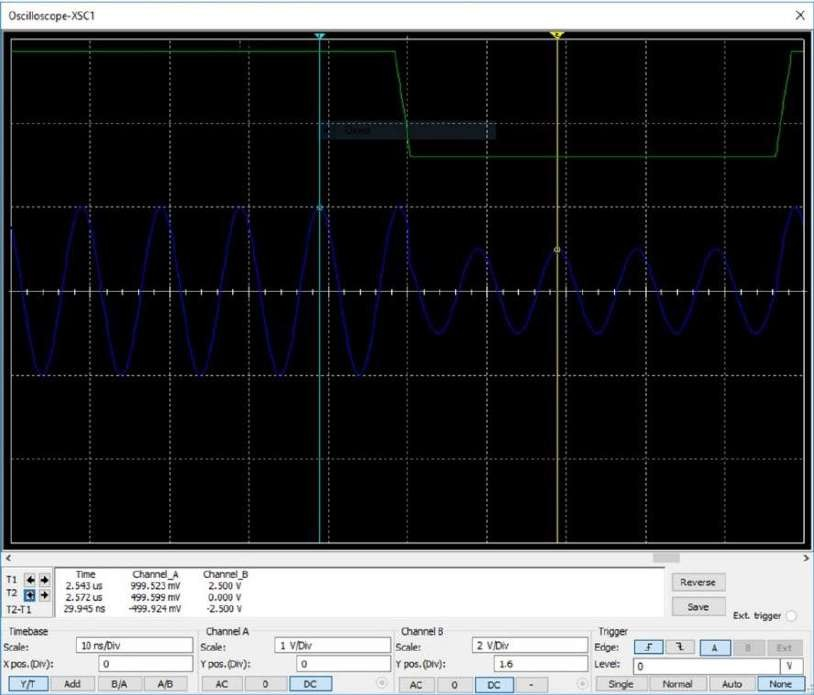 Oscilloscope-XSC1
T1
T2
T2-T1
Time Channel_A Channel_B
2.543 us 999.523 mV 2.500 V
2.572 us 499.599 mV 0.000 V
29.945 ns -499.924 mV -2.500 V
Reverse
Save
Ext. trigger
Timebase
Scale: 10 ns/Div
X pos.(Div): 0
Y/T Add B/A A/B
Channel A
Scale: 1 V/Div
Y pos.(Div): 0
AC 0 DC
Channel B
Scale: 2 V/Div
Y pos.(Div): 1.6
AC 0 DC -
Trigger
Edge: A B Ext
Level: 0 V
Single Normal Auto None